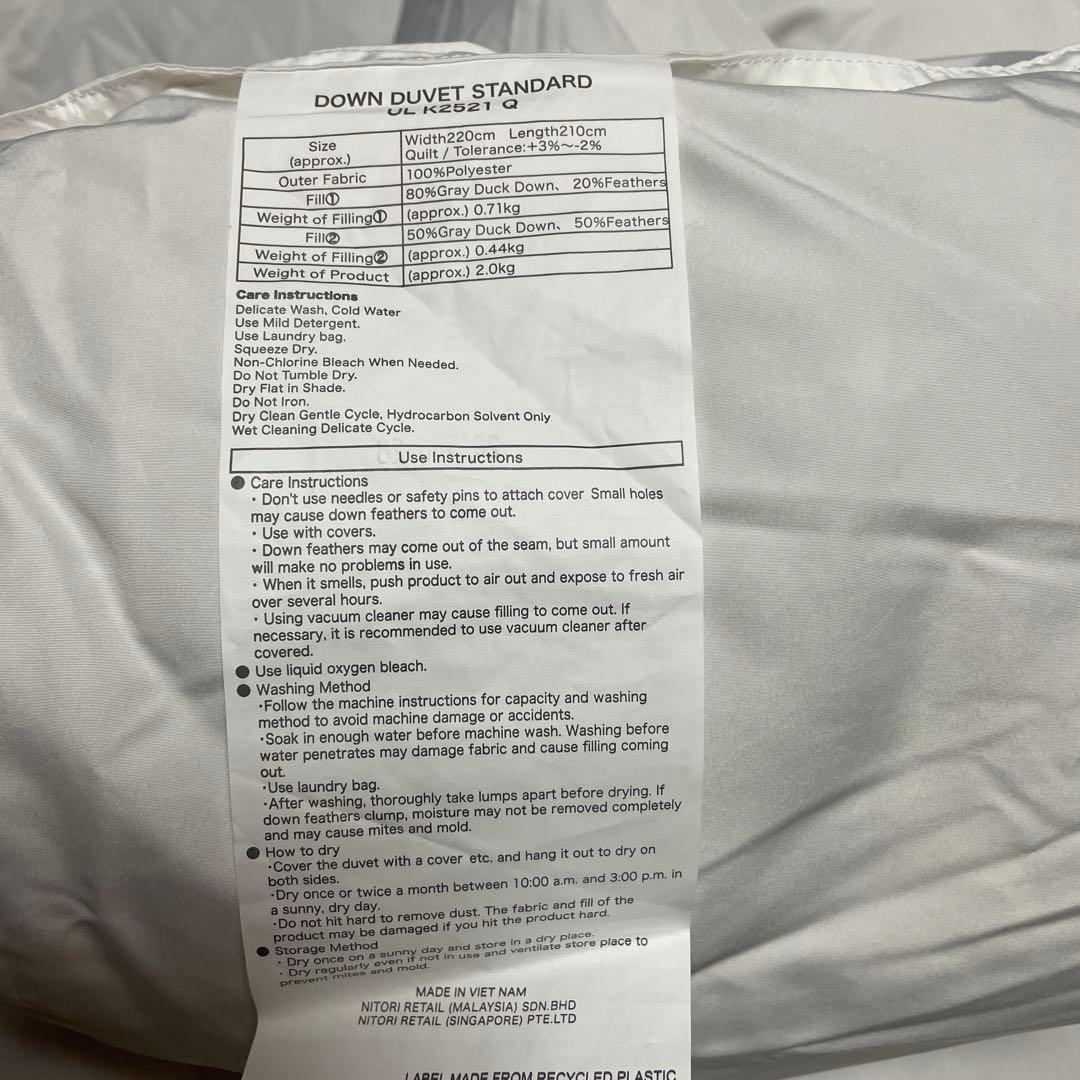 DOWN DUVET STANDARD
UL K2521 Q
Size (approx.) Width220cm Length210cm
Quilt / Tolerance:+3%～-2%
Outer Fabric 100%Polyester
Fill① 80%Gray Duck Down、 20%Feathers
Weight of Filling① (approx.) 0.71kg
Fill② 50%Gray Duck Down、 50%Feathers
Weight of Filling② (approx.) 0.44kg
Weight of Product (approx.) 2.0kg
Care Instructions
Delicate Wash, Cold Water
Use Mild Detergent.
Use Laundry bag.
Squeeze Dry.
Non-Chlorine Bleach When Needed.
Do Not Tumble Dry.
Dry Flat in Shade.
Do Not Iron.
Dry Clean Gentle Cycle, Hydrocarbon Solvent Only
Wet Cleaning Delicate Cycle.
Use Instructions
● Care Instructions
・Don't use needles or safety pins to attach cover Small holes
may cause down feathers to come out.
・Use with covers.
・Down feathers may come out of the seam, but small amount
will make no problems in use.
・When it smells, push product to air out and expose to fresh air
over several hours.
・Using vacuum cleaner may cause filling to come out. If
necessary, it is recommended to use vacuum cleaner after
covered.
● Use liquid oxygen bleach.
● Washing Method
・Follow the machine instructions for capacity and washing
method to avoid machine damage or accidents.
・Soak in enough water before machine wash. Washing before
water penetrates may damage fabric and cause filling coming
out.
・Use laundry bag.
・After washing, thoroughly take lumps apart before drying. If
down feathers clump, moisture may not be removed completely
and may cause mites and mold.
● How to dry
・Cover the duvet with a cover etc. and hang it out to dry on
both sides.
・Dry once or twice a month between 10:00 a.m. and 3:00 p.m. in
a sunny, dry day.
・Do not hit hard to remove dust. The fabric and fill of the
product may be damaged if you hit the product hard.
● Storage Method
・Dry once on a sunny day and store in a dry place.
・Dry regularly even if not in use and ventilate store place to
prevent mites and mold.
MADE IN VIET NAM
NITORI RETAIL (MALAYSIA) SDN.BHD
NITORI RETAIL (SINGAPORE) PTE.LTD
LABEL MADE FROM RECYCLED PLASTIC